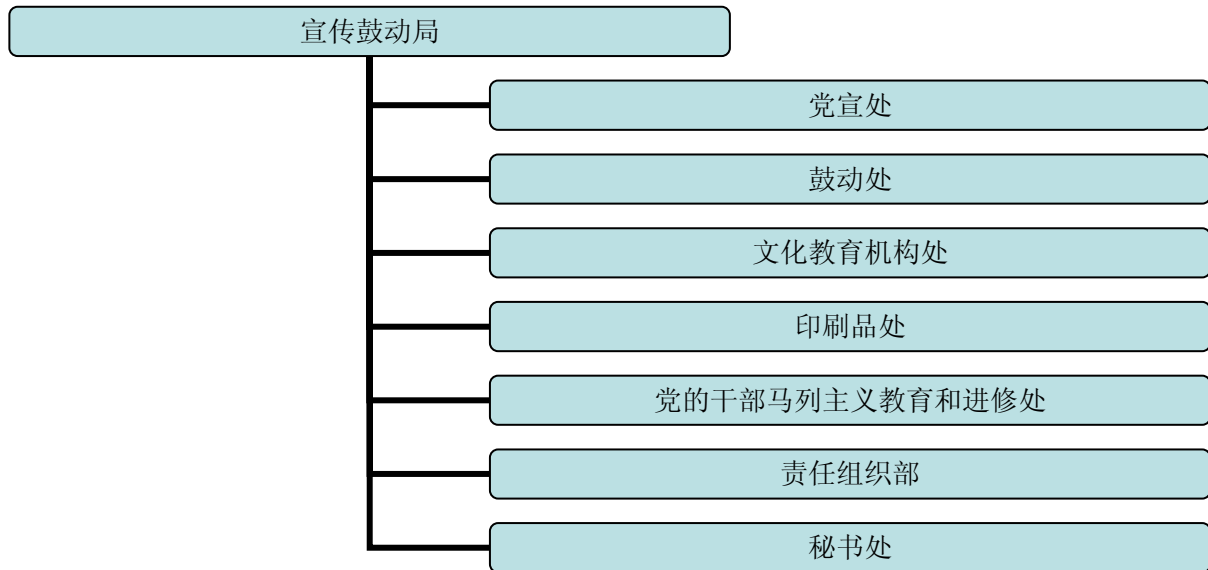 宣传鼓动局
党宣处
鼓动处
文化教育机构处
印刷品处
党的干部马列主义教育和进修处
责任组织部
秘书处